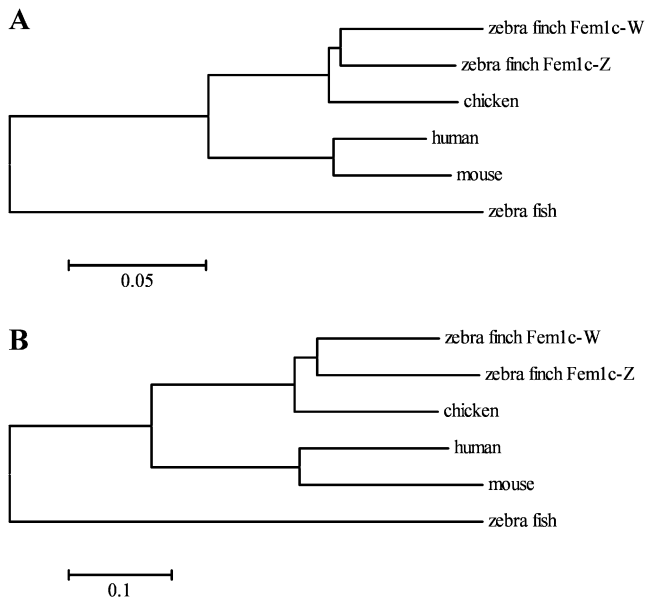 A
zebra finch Fem1c-W
zebra finch Fem1c-Z
chicken
human
mouse
zebra fish
0.05
B
zebra finch Fem1c-W
zebra finch Fem1c-Z
chicken
human
mouse
zebra fish
0.1